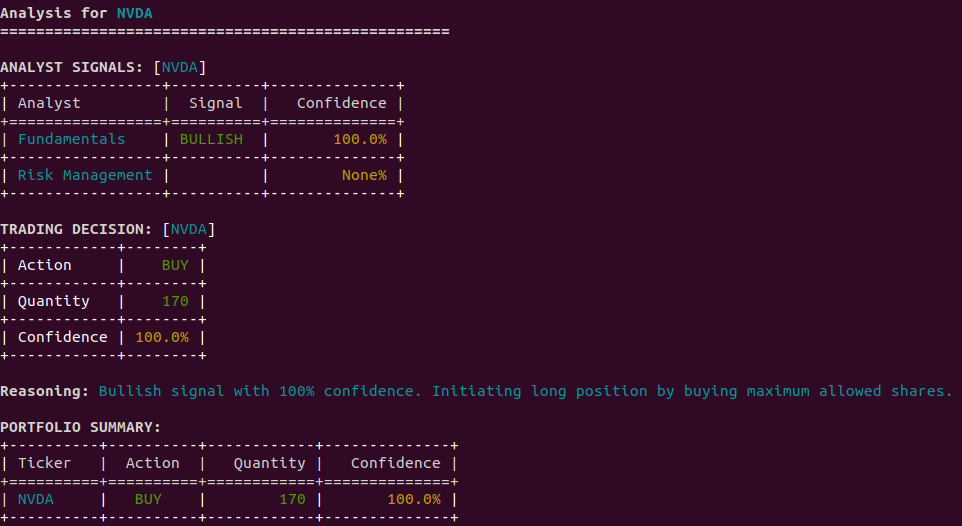 Analysis for NVDA
==================================================
ANALYST SIGNALS: [NVDA]
+-----------------+----------+--------------+
| Analyst         |  Signal  |   Confidence |
+=================+==========+==============+
| Fundamentals    | BULLISH  |       100.0% |
+-----------------+----------+--------------+
| Risk Management |          |        None% |
+-----------------+----------+--------------+
TRADING DECISION: [NVDA]
+------------+--------+
| Action     |    BUY |
+------------+--------+
| Quantity   |    170 |
+------------+--------+
| Confidence | 100.0% |
+------------+--------+
Reasoning: Bullish signal with 100% confidence. Initiating long position by buying maximum allowed shares.
PORTFOLIO SUMMARY:
+----------+----------+------------+--------------+
| Ticker   |  Action  |   Quantity |   Confidence |
+==========+==========+============+==============+
| NVDA     |   BUY    |        170 |       100.0% |
+----------+----------+------------+--------------+